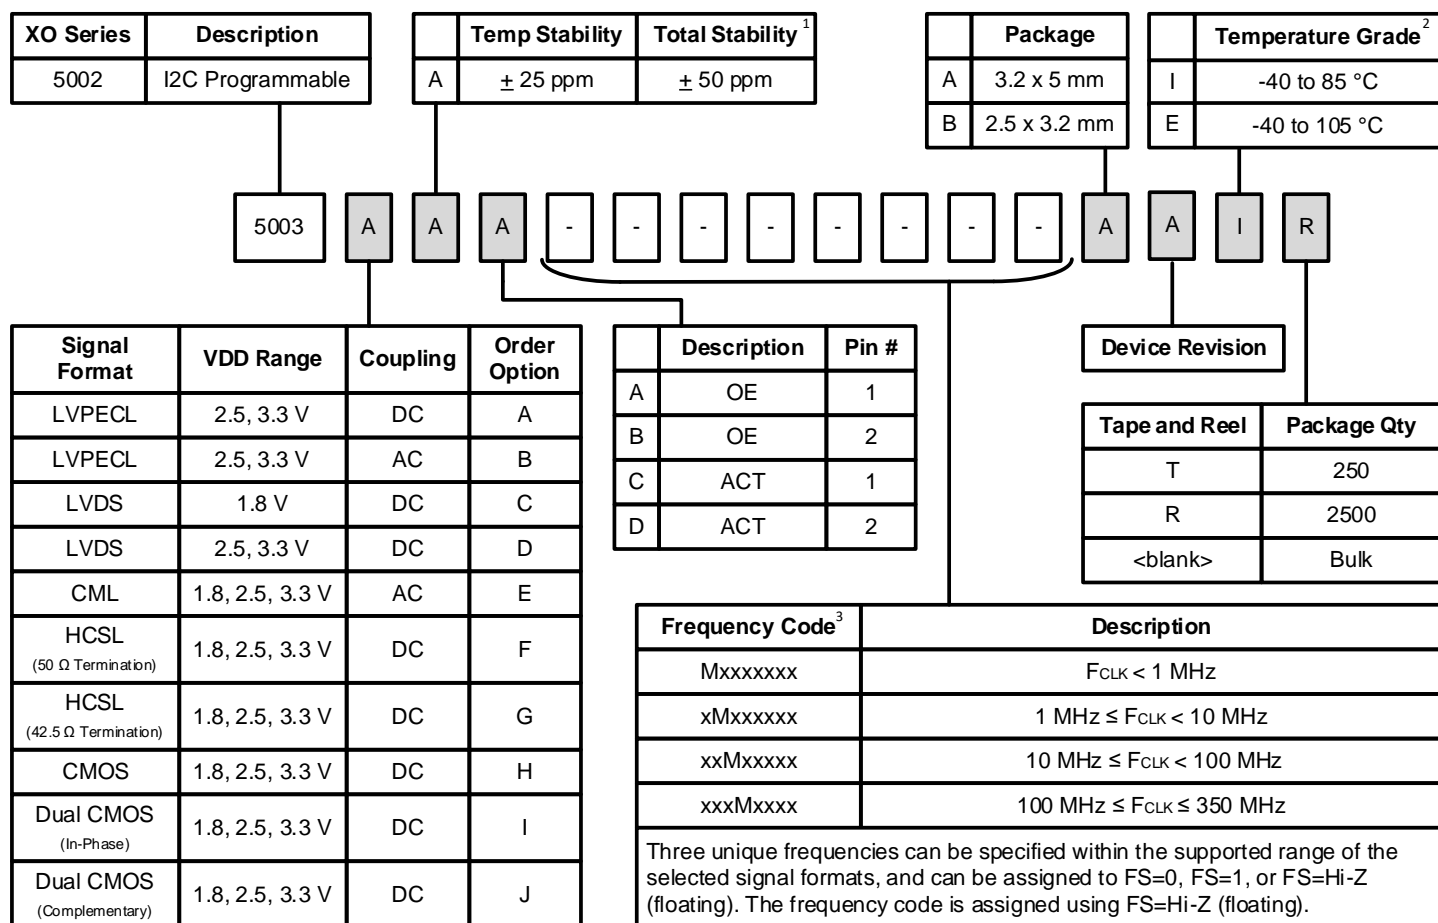 XO Series Description
5002 I2C Programmable
Temp Stability Total Stability 1
A ± 25 ppm ± 50 ppm
Package
A 3.2 x 5 mm
B 2.5 x 3.2 mm
Temperature Grade 2
I -40 to 85 °C
E -40 to 105 °C
5003 A A A - - - - - - - - A A I R
Signal Format VDD Range Coupling Order Option
LVPECL 2.5, 3.3 V DC A
LVPECL 2.5, 3.3 V AC B
LVDS 1.8 V DC C
LVDS 2.5, 3.3 V DC D
CML 1.8, 2.5, 3.3 V AC E
HCSL (50 Ω Termination) 1.8, 2.5, 3.3 V DC F
HCSL (42.5 Ω Termination) 1.8, 2.5, 3.3 V DC G
CMOS 1.8, 2.5, 3.3 V DC H
Dual CMOS (In-Phase) 1.8, 2.5, 3.3 V DC I
Dual CMOS (Complementary) 1.8, 2.5, 3.3 V DC J
Description Pin #
A OE 1
B OE 2
C ACT 1
D ACT 2
Device Revision
Tape and Reel Package Qty
T 250
R 2500
<blank> Bulk
Frequency Code 3 Description
Mxxxxxxx FCLK < 1 MHz
xMxxxxxx 1 MHz ≤ FCLK < 10 MHz
xxMxxxxx 10 MHz ≤ FCLK < 100 MHz
xxxMxxxx 100 MHz ≤ FCLK ≤ 350 MHz
Three unique frequencies can be specified within the supported range of the
selected signal formats, and can be assigned to FS=0, FS=1, or FS=Hi-Z
(floating). The frequency code is assigned using FS=Hi-Z (floating).